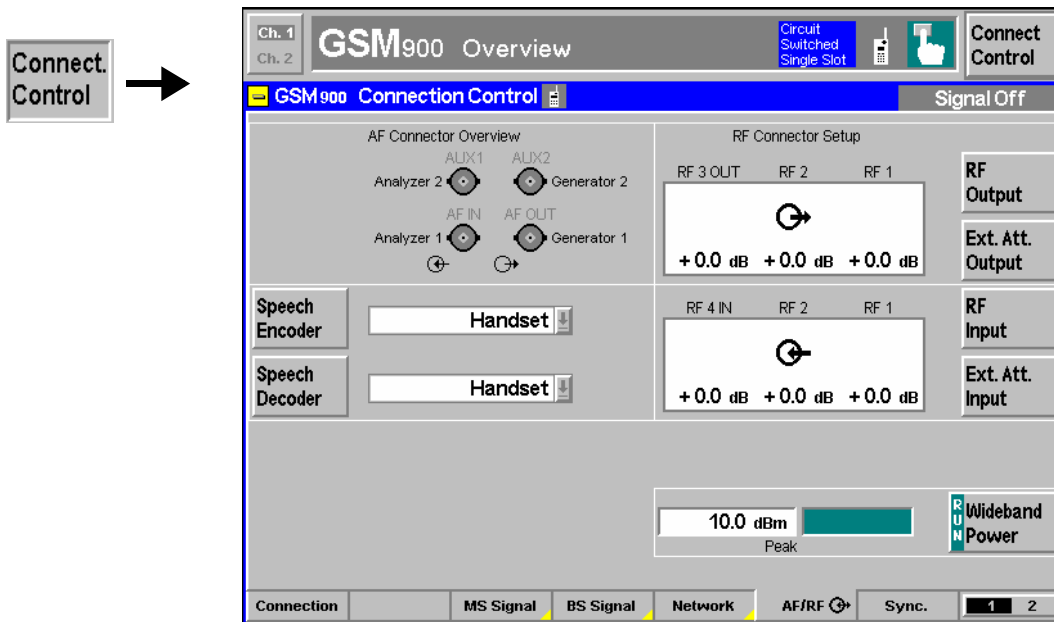 Connect.
Control
Ch. 1
Ch. 2
GSM900 Overview
Circuit
Switched
Single Slot
Connect
Control
GSM900 Connection Control
Signal Off
AF Connector Overview
AUX1 AUX2
Analyzer 2 Generator 2
AF IN AF OUT
Analyzer 1 Generator 1
RF Connector Setup
RF 3 OUT RF 2 RF 1
+ 0.0 dB + 0.0 dB + 0.0 dB
RF
Output
Ext. Att.
Output
Speech
Encoder
Handset
Speech
Decoder
Handset
RF 4 IN RF 2 RF 1
+ 0.0 dB + 0.0 dB + 0.0 dB
RF
Input
Ext. Att.
Input
10.0 dBm
Peak
RUN
Wideband
Power
Connection MS Signal BS Signal Network AF/RF Sync. 1 2